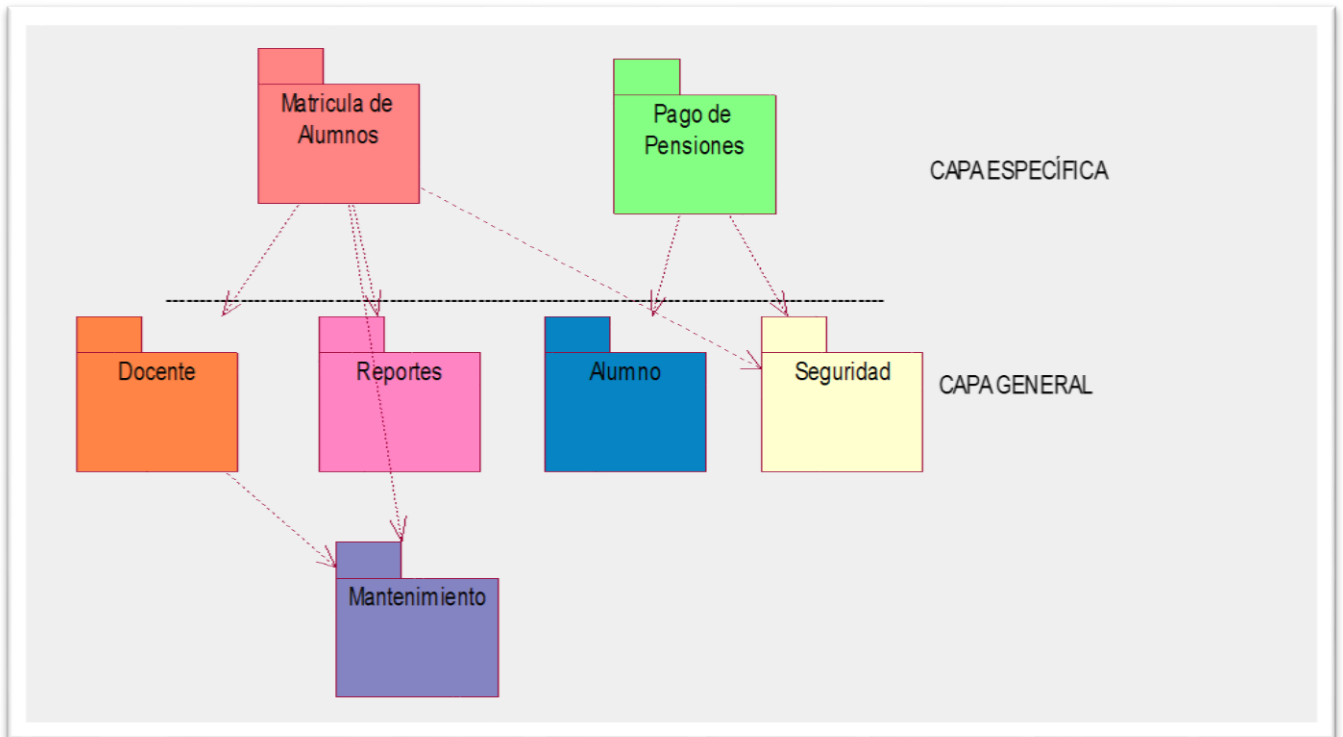 Matricula de
Alumnos
Pago de
Pensiones
CAPA ESPECÍFICA
Docente
Reportes
Alumno
Seguridad
CAPA GENERAL
Mantenimiento